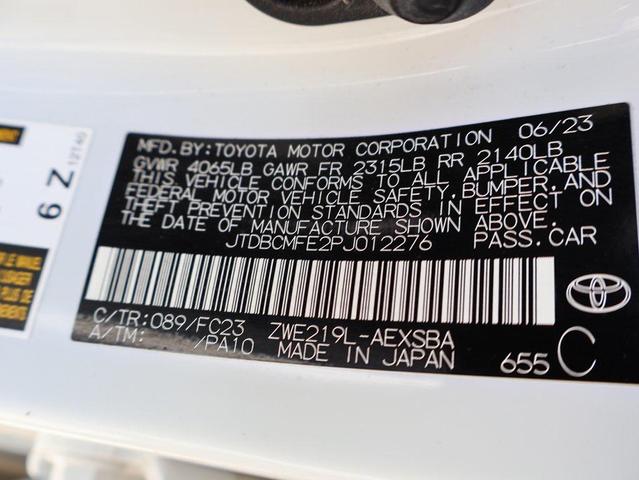 MFD.BY:TOYOTA MOTOR CORPORATION 06/23
GVWR 4065LB GAWR FR 2315LB RR 2140LB
THIS VEHICLE CONFORMS TO ALL APPLICABLE
FEDERAL MOTOR VEHICLE SAFETY,BUMPER,AND
THEFT PREVENTION STANDARDS IN EFFECT ON
THE DATE OF MANUFACTURE SHOWN ABOVE.
JTDBCMFE2PJ012276 PASS.CAR
C/TR:089/FC23 ZWE219L-AEXSBA
A/TM: /PA10 MADE IN JAPAN 655 C
6 Z
12140